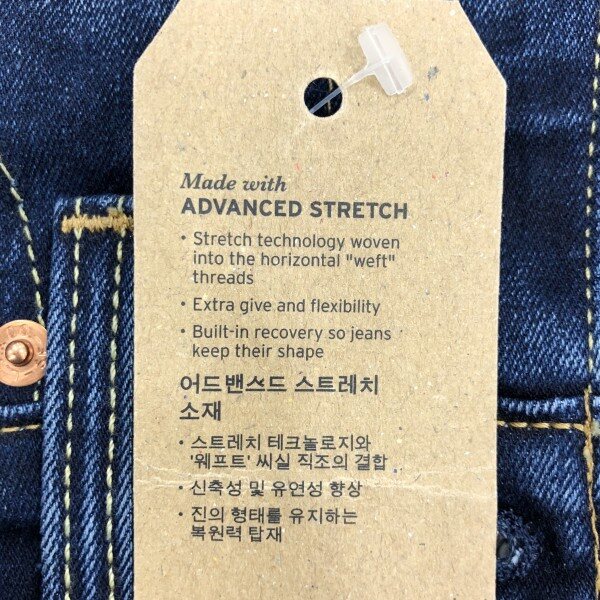 Made with
ADVANCED STRETCH
• Stretch technology woven
into the horizontal "weft"
threads
• Extra give and flexibility
• Built-in recovery so jeans
keep their shape
어드밴스드 스트레치
소재
• 스트레치 테크놀로지와
'웨프트' 씨실 직조의 결합
• 신축성 및 유연성 향상
• 진의 형태를 유지하는
복원력 탑재